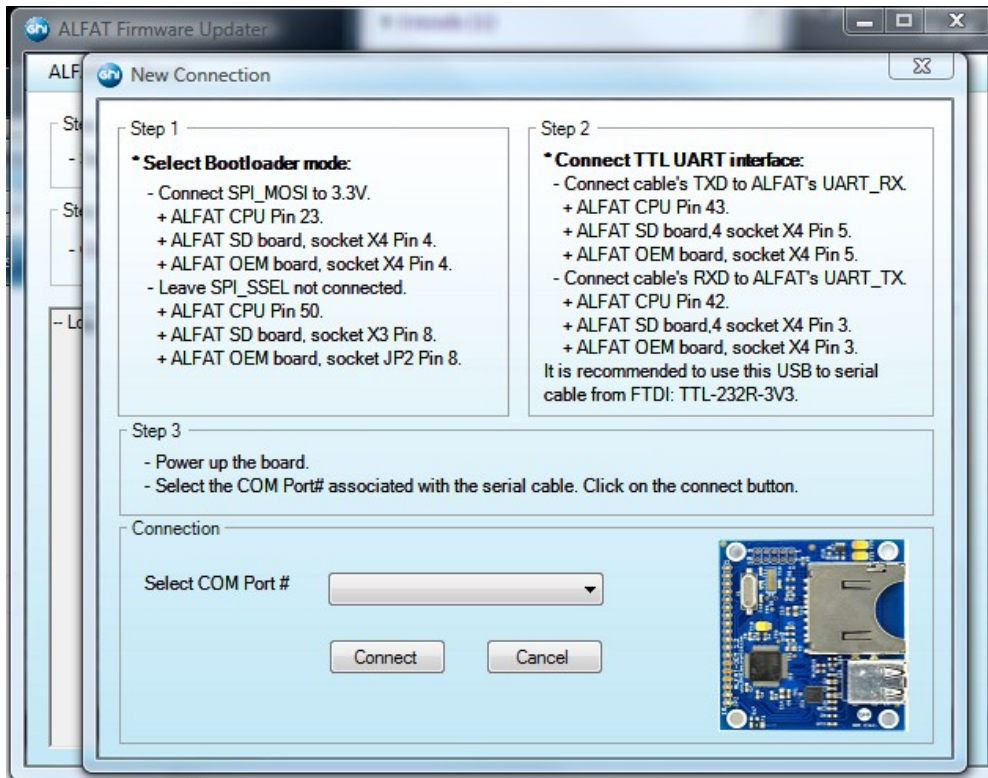 ALFAT Firmware Updater
ALF
New Connection
Step 1
*Select Bootloader mode:
- Connect SPI_MOSI to 3.3V.
+ ALFAT CPU Pin 23.
+ ALFAT SD board, socket X4 Pin 4.
+ ALFAT OEM board, socket X4 Pin 4.
- Leave SPI_SSEL not connected.
+ ALFAT CPU Pin 50.
+ ALFAT SD board, socket X3 Pin 8.
+ ALFAT OEM board, socket JP2 Pin 8.
Step 2
*Connect TTL UART interface:
- Connect cable's TXD to ALFAT's UART_RX.
+ ALFAT CPU Pin 43.
+ ALFAT SD board,4 socket X4 Pin 5.
+ ALFAT OEM board, socket X4 Pin 5.
- Connect cable's RXD to ALFAT's UART_TX.
+ ALFAT CPU Pin 42.
+ ALFAT SD board,4 socket X4 Pin 3.
+ ALFAT OEM board, socket X4 Pin 3.
It is recommended to use this USB to serial
cable from FTDI: TTL-232R-3V3.
Step 3
- Power up the board.
- Select the COM Port# associated with the serial cable. Click on the connect button.
Connection
Select COM Port #
Connect
Cancel